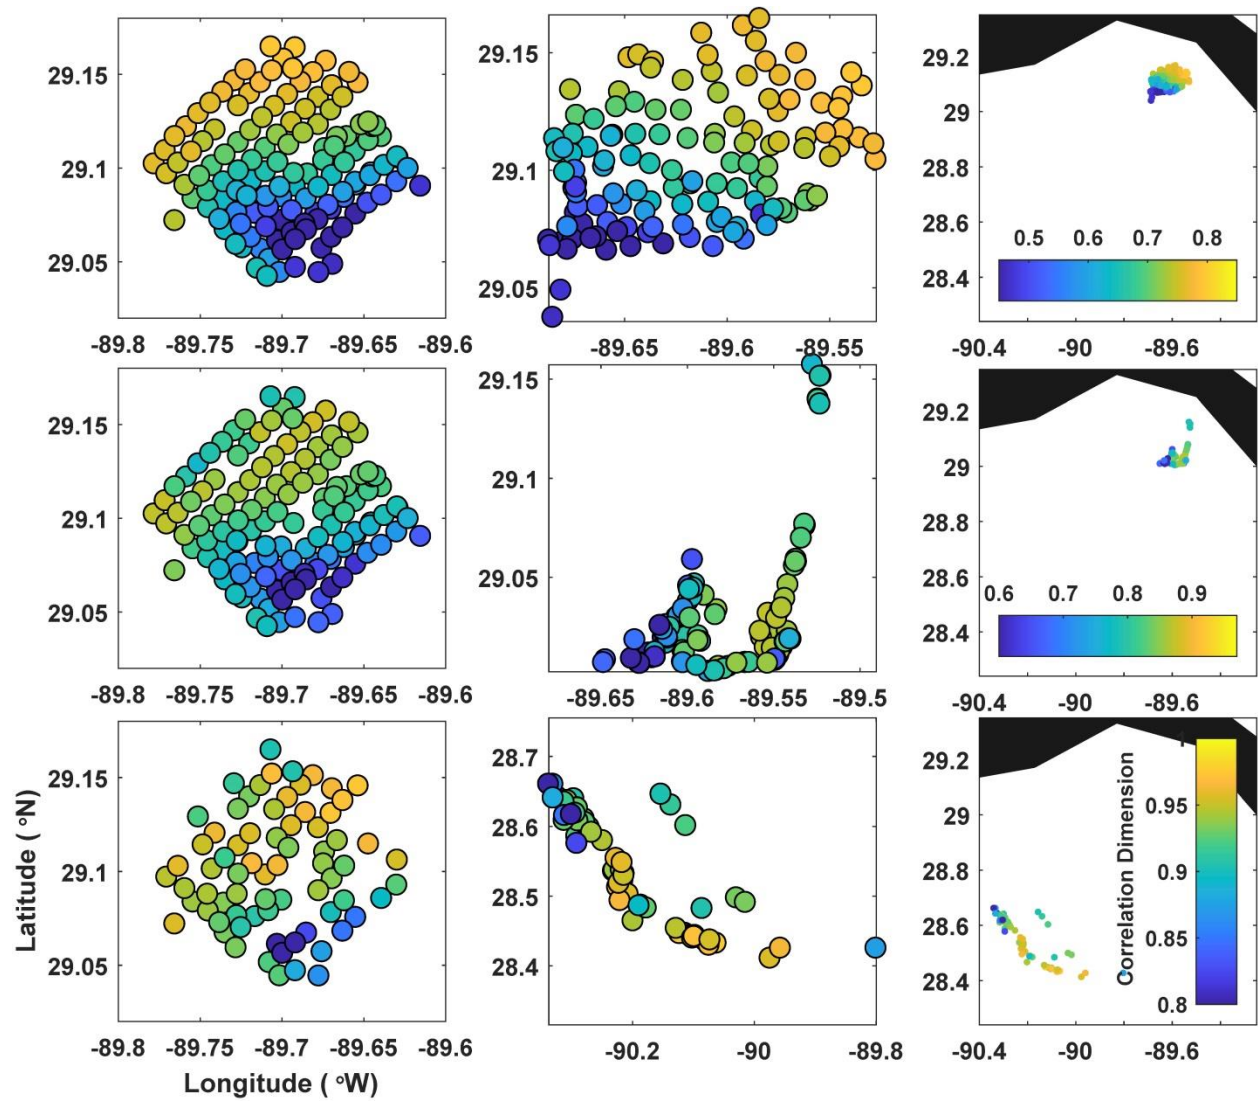 29.15
29.1
29.05
-89.8 -89.75 -89.7 -89.65 -89.6
29.15
29.1
29.05
-89.65 -89.6 -89.55
29.2
29
28.8
28.6
28.4
0.5 0.6 0.7 0.8
-90.4 -90 -89.6
29.15
29.1
29.05
-89.8 -89.75 -89.7 -89.65 -89.6
29.15
29.1
29.05
-89.65 -89.6 -89.55 -89.5
29.2
29
28.8
28.6
28.4
0.6 0.7 0.8 0.9
-90.4 -90 -89.6
Latitude ( °N)
29.15
29.1
29.05
-89.8 -89.75 -89.7 -89.65 -89.6
Longitude ( °W)
28.7
28.6
28.5
28.4
-90.2 -90 -89.8
29.2
29
28.8
28.6
28.4
-90.4 -90 -89.6
Correlation Dimension
1
0.95
0.9
0.85
0.8